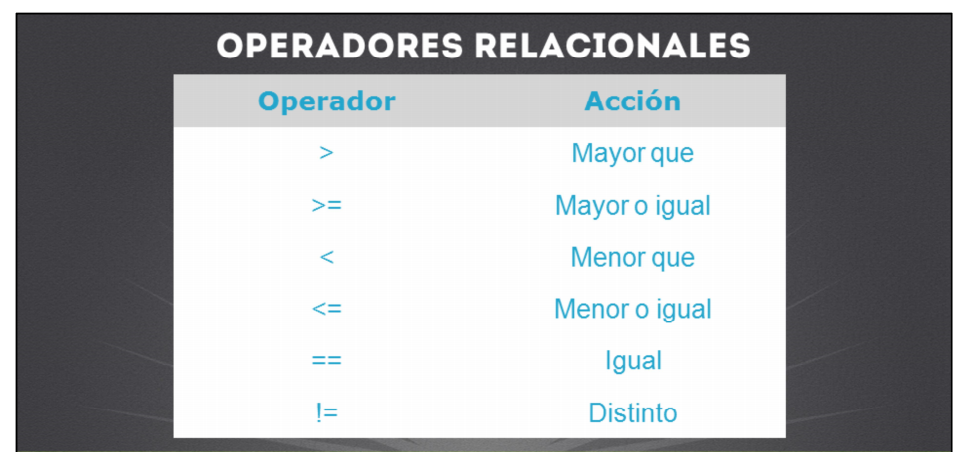 OPERADORES RELACIONALES
Operador Acción
> Mayor que
>= Mayor o igual
< Menor que
<= Menor o igual
== Igual
!= Distinto